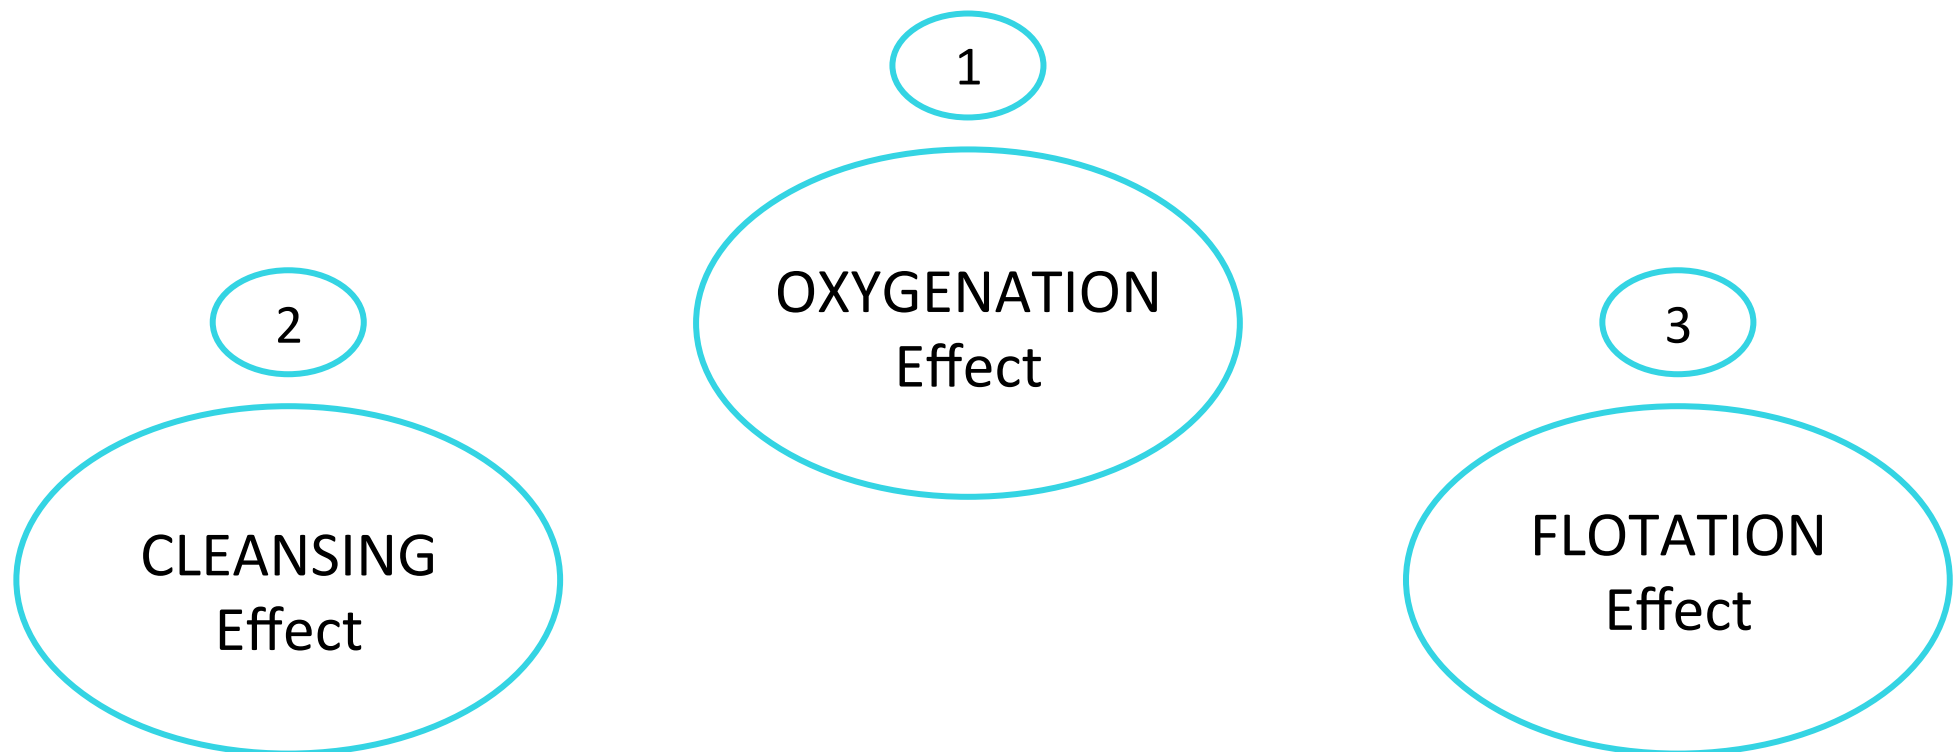 1
OXYGENATION
Effect
2
CLEANSING
Effect
3
FLOTATION
Effect